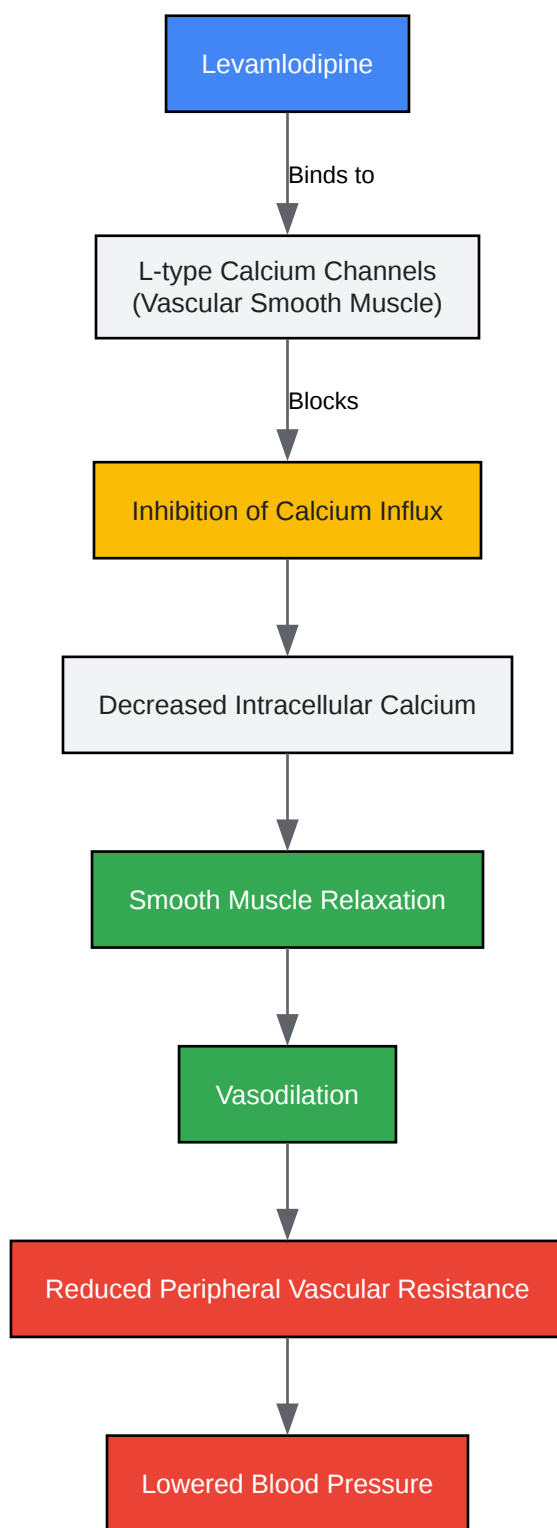 Levamlodipine
Binds to
L-type Calcium Channels
(Vascular Smooth Muscle)
Blocks
Inhibition of Calcium Influx
Decreased Intracellular Calcium
Smooth Muscle Relaxation
Vasodilation
Reduced Peripheral Vascular Resistance
Lowered Blood Pressure